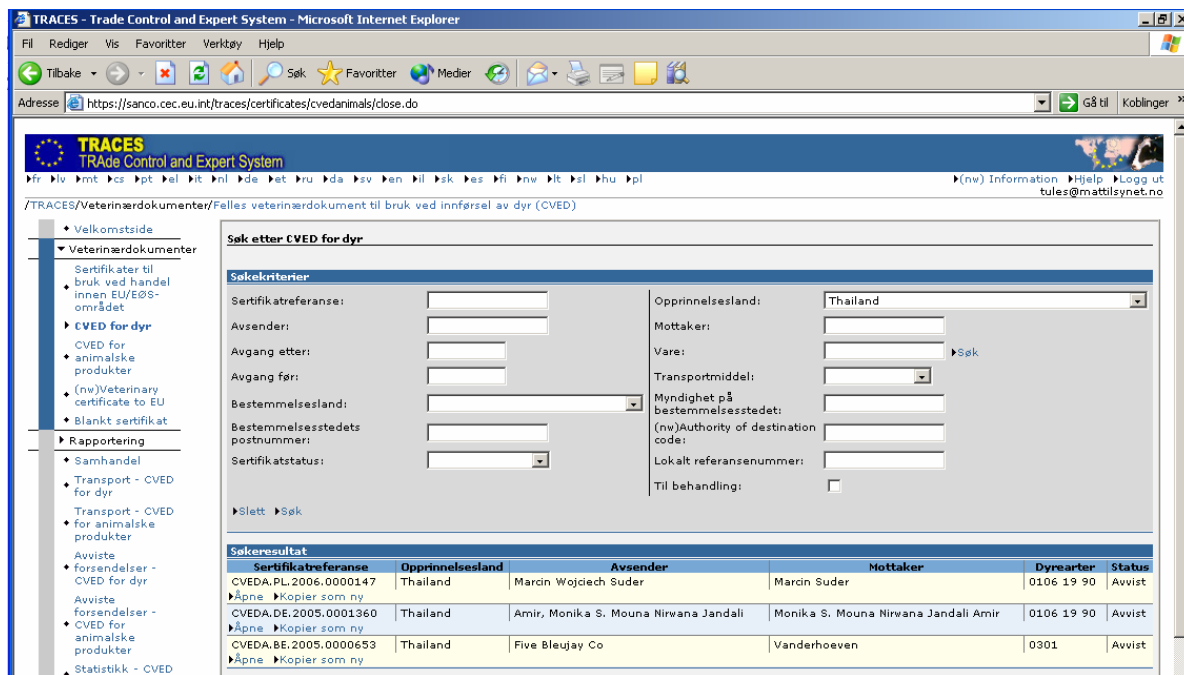 TRACES - Trade Control and Expert System - Microsoft Internet Explorer
Fil Rediger Vis Favoritter Verktøy Hjelp
Tilbake Søk Favoritter Medier
Adresse https://sanco.cec.eu.int/traces/certificates/cvedanimals/close.do Gå til Koblinger »
TRACES
TRAde Control and Expert System
fr lv mt cs pt el it nl de et ru da sv en il sk es fi nw lt sl hu pl (nw) Information Hjelp Logg ut
tules@mattilsynet.no
/TRACES/Veterinærdokumenter/Felles veterinærdokument til bruk ved innførsel av dyr (CVED)
Velkomstside
Veterinærdokumenter
Sertifikater til
bruk ved handel
innen EU/EØS-
området
CVED for dyr
CVED for
animalske
produkter
(nw)Veterinary
certificate to EU
Blankt sertifikat
Rapportering
Samhandel
Transport - CVED
for dyr
Transport - CVED
for animalske
produkter
Avviste
forsendelser -
CVED for dyr
Avviste
forsendelser -
CVED for
animalske
produkter
Statistikk - CVED
Søk etter CVED for dyr
Søkekriterier
Sertifikatreferanse: Opprinnelsesland: Thailand
Avsender: Mottaker:
Avgang etter: Vare: Søk
Avgang før: Transportmiddel:
Bestemmelsesland: Myndighet på
bestemmelsesstedet:
Bestemmelsesstedets
postnummer: (nw)Authority of destination
code:
Sertifikatstatus: Lokalt referansenummer:
Til behandling:
Slett Søk
Søkeresultat
Sertifikatreferanse Opprinnelsesland Avsender Mottaker Dyrearter Status
CVEDA.PL.2006.0000147 Thailand Marcin Wojciech Suder Marcin Suder 0106 19 90 Avvist
Åpne Kopier som ny
CVEDA.DE.2005.0001360 Thailand Amir, Monika S. Mouna Nirwana Jandali Monika S. Mouna Nirwana Jandali Amir 0106 19 90 Avvist
Åpne Kopier som ny
CVEDA.BE.2005.0000653 Thailand Five Bleujay Co Vanderhoeven 0301 Avvist
Åpne Kopier som ny